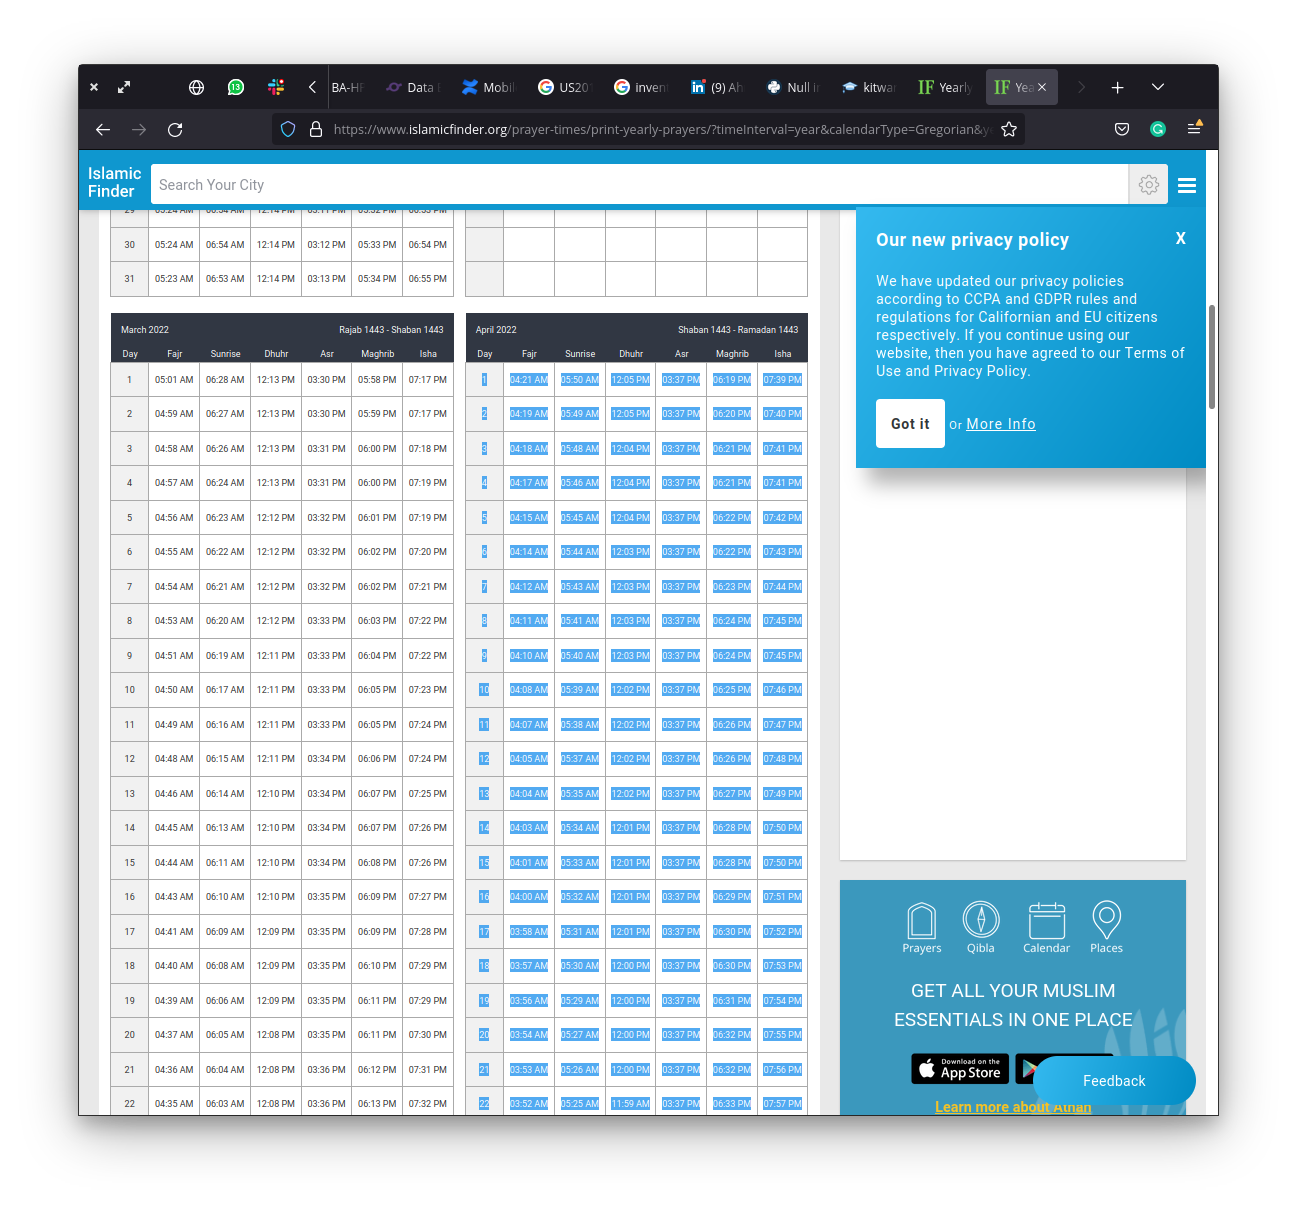 13
BA-H
Data
Mobil
US20
inven
(9) Ah
Null i
kitwa
IF Yearly
IF Yea
https://www.islamicfinder.org/prayer-times/print-yearly-prayers/?timeInterval=year&calendarType=Gregorian&y
Islamic
Finder
Search Your City
30 05:24 AM 06:54 AM 12:14 PM 03:12 PM 05:33 PM 06:54 PM
31 05:23 AM 06:53 AM 12:14 PM 03:13 PM 05:34 PM 06:55 PM
March 2022 Rajab 1443 - Shaban 1443
Day Fajr Sunrise Dhuhr Asr Maghrib Isha
1 05:01 AM 06:28 AM 12:13 PM 03:30 PM 05:58 PM 07:17 PM
2 04:59 AM 06:27 AM 12:13 PM 03:30 PM 05:59 PM 07:17 PM
3 04:58 AM 06:26 AM 12:13 PM 03:31 PM 06:00 PM 07:18 PM
4 04:57 AM 06:24 AM 12:13 PM 03:31 PM 06:00 PM 07:19 PM
5 04:56 AM 06:23 AM 12:12 PM 03:32 PM 06:01 PM 07:19 PM
6 04:55 AM 06:22 AM 12:12 PM 03:32 PM 06:02 PM 07:20 PM
7 04:54 AM 06:21 AM 12:12 PM 03:32 PM 06:02 PM 07:21 PM
8 04:53 AM 06:20 AM 12:12 PM 03:33 PM 06:03 PM 07:22 PM
9 04:51 AM 06:19 AM 12:11 PM 03:33 PM 06:04 PM 07:22 PM
10 04:50 AM 06:17 AM 12:11 PM 03:33 PM 06:05 PM 07:23 PM
11 04:49 AM 06:16 AM 12:11 PM 03:33 PM 06:05 PM 07:24 PM
12 04:48 AM 06:15 AM 12:11 PM 03:34 PM 06:06 PM 07:24 PM
13 04:46 AM 06:14 AM 12:10 PM 03:34 PM 06:07 PM 07:25 PM
14 04:45 AM 06:13 AM 12:10 PM 03:34 PM 06:07 PM 07:26 PM
15 04:44 AM 06:11 AM 12:10 PM 03:34 PM 06:08 PM 07:26 PM
16 04:43 AM 06:10 AM 12:10 PM 03:35 PM 06:09 PM 07:27 PM
17 04:41 AM 06:09 AM 12:09 PM 03:35 PM 06:09 PM 07:28 PM
18 04:40 AM 06:08 AM 12:09 PM 03:35 PM 06:10 PM 07:29 PM
19 04:39 AM 06:06 AM 12:09 PM 03:35 PM 06:11 PM 07:29 PM
20 04:37 AM 06:05 AM 12:08 PM 03:35 PM 06:11 PM 07:30 PM
21 04:36 AM 06:04 AM 12:08 PM 03:36 PM 06:12 PM 07:31 PM
22 04:35 AM 06:03 AM 12:08 PM 03:36 PM 06:13 PM 07:32 PM
April 2022 Shaban 1443 - Ramadan 1443
Day Fajr Sunrise Dhuhr Asr Maghrib Isha
1 04:21 AM 05:50 AM 12:05 PM 03:37 PM 06:19 PM 07:39 PM
2 04:19 AM 05:49 AM 12:05 PM 03:37 PM 06:20 PM 07:40 PM
3 04:18 AM 05:48 AM 12:04 PM 03:37 PM 06:21 PM 07:41 PM
4 04:17 AM 05:46 AM 12:04 PM 03:37 PM 06:21 PM 07:41 PM
5 04:15 AM 05:45 AM 12:04 PM 03:37 PM 06:22 PM 07:42 PM
6 04:14 AM 05:44 AM 12:03 PM 03:37 PM 06:22 PM 07:43 PM
7 04:12 AM 05:43 AM 12:03 PM 03:37 PM 06:23 PM 07:44 PM
8 04:11 AM 05:41 AM 12:03 PM 03:37 PM 06:24 PM 07:45 PM
9 04:10 AM 05:40 AM 12:03 PM 03:37 PM 06:24 PM 07:45 PM
10 04:08 AM 05:39 AM 12:02 PM 03:37 PM 06:25 PM 07:46 PM
11 04:07 AM 05:38 AM 12:02 PM 03:37 PM 06:26 PM 07:47 PM
12 04:05 AM 05:37 AM 12:02 PM 03:37 PM 06:26 PM 07:48 PM
13 04:04 AM 05:35 AM 12:02 PM 03:37 PM 06:27 PM 07:49 PM
14 04:03 AM 05:34 AM 12:01 PM 03:37 PM 06:28 PM 07:50 PM
15 04:01 AM 05:33 AM 12:01 PM 03:37 PM 06:28 PM 07:50 PM
16 04:00 AM 05:32 AM 12:01 PM 03:37 PM 06:29 PM 07:51 PM
17 03:58 AM 05:31 AM 12:01 PM 03:37 PM 06:30 PM 07:52 PM
18 03:57 AM 05:30 AM 12:00 PM 03:37 PM 06:30 PM 07:53 PM
19 03:56 AM 05:29 AM 12:00 PM 03:37 PM 06:31 PM 07:54 PM
20 03:54 AM 05:27 AM 12:00 PM 03:37 PM 06:32 PM 07:55 PM
21 03:53 AM 05:26 AM 12:00 PM 03:37 PM 06:32 PM 07:56 PM
22 03:52 AM 05:25 AM 11:59 AM 03:37 PM 06:33 PM 07:57 PM
Our new privacy policy X
We have updated our privacy policies
according to CCPA and GDPR rules and
regulations for Californian and EU citizens
respectively. If you continue using our
website, then you have agreed to our Terms of
Use and Privacy Policy.
Got it Or More Info
Prayers Qibla Calendar Places
GET ALL YOUR MUSLIM
ESSENTIALS IN ONE PLACE
Download on the
App Store
Feedback
Learn more about Athan